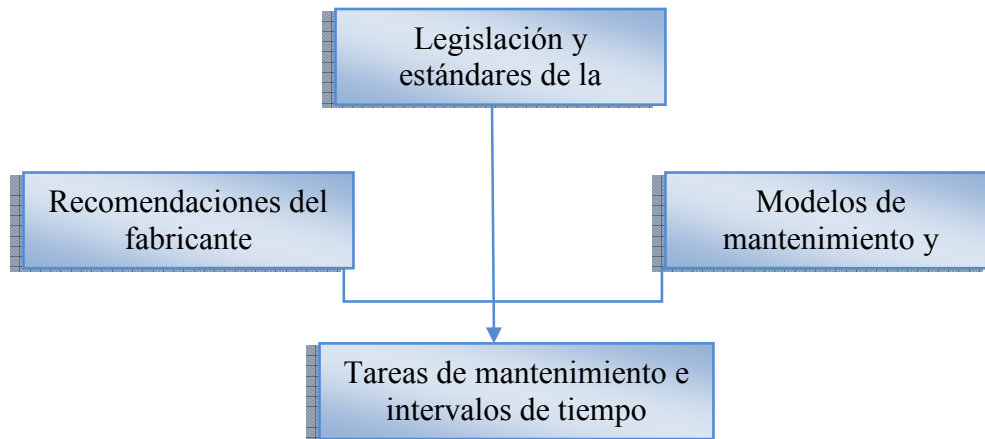 Legislación y
estándares de la
Recomendaciones del
fabricante
Modelos de
mantenimiento y
Tareas de mantenimiento e
intervalos de tiempo